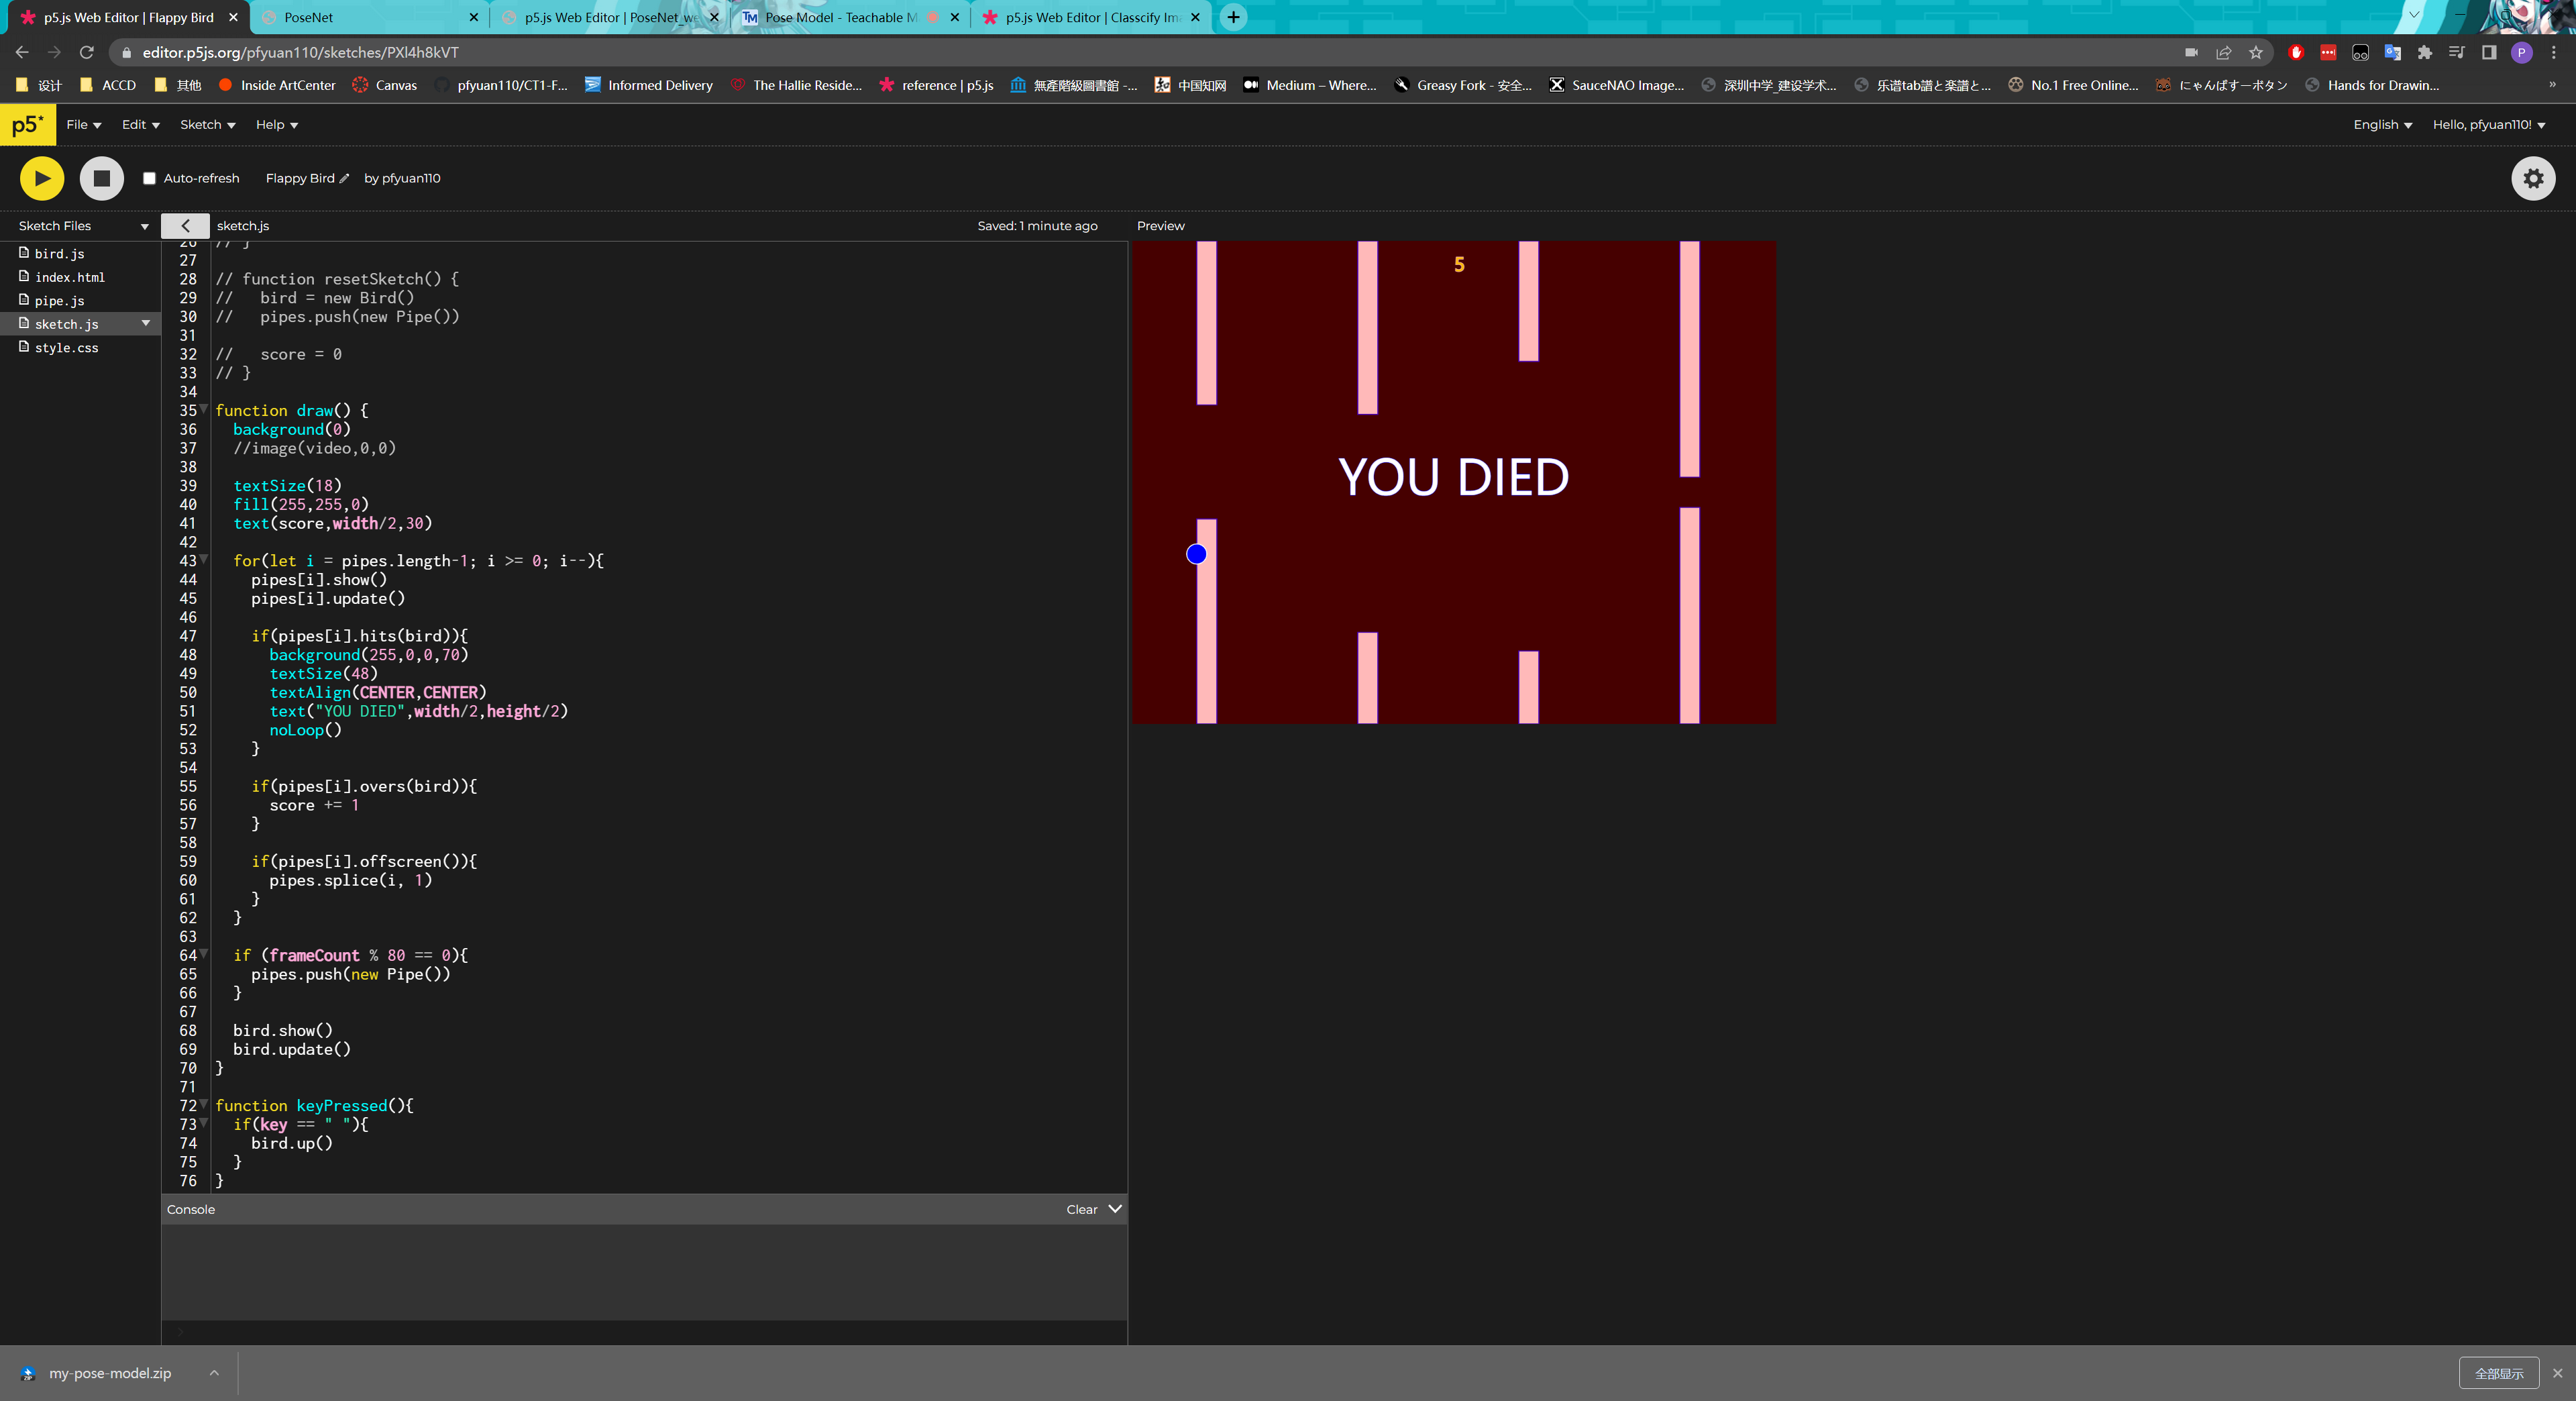 p5.js Web Editor | Flappy Bird
PoseNet
p5.js Web Editor | PoseNet_we
TM Pose Model - Teachable M
p5.js Web Editor | Classcify Im
editor.p5js.org/pfyuan110/sketches/PXl4h8kVT
P
设计
ACCD
其他
Inside ArtCenter
Canvas
pfyuan110/CT1-F...
Informed Delivery
The Hallie Reside...
reference | p5.js
無產階級圖書館 -...
中国知网
Medium – Where...
Greasy Fork - 安全...
SauceNAO Image...
深圳中学_建设学术...
乐谱tab譜と楽譜と...
No.1 Free Online...
にゃんぱすーボタン
Hands for Drawin...
»
p5*
File
Edit
Sketch
Help
English
Hello, pfyuan110!
Auto-refresh
Flappy Bird
by pfyuan110
Sketch Files
sketch.js
Saved: 1 minute ago
Preview
bird.js
index.html
pipe.js
sketch.js
style.css
26 // }
27
28 // function resetSketch() {
29 //   bird = new Bird()
30 //   pipes.push(new Pipe())
31
32 //   score = 0
33 // }
34
35 function draw() {
36   background(0)
37   //image(video,0,0)
38
39   textSize(18)
40   fill(255,255,0)
41   text(score,width/2,30)
42
43   for(let i = pipes.length-1; i >= 0; i--){
44     pipes[i].show()
45     pipes[i].update()
46
47     if(pipes[i].hits(bird)){
48       background(255,0,0,70)
49       textSize(48)
50       textAlign(CENTER,CENTER)
51       text("YOU DIED",width/2,height/2)
52       noLoop()
53     }
54
55     if(pipes[i].overs(bird)){
56       score += 1
57     }
58
59     if(pipes[i].offscreen()){
60       pipes.splice(i, 1)
61     }
62   }
63
64   if (frameCount % 80 == 0){
65     pipes.push(new Pipe())
66   }
67
68   bird.show()
69   bird.update()
70 }
71
72 function keyPressed(){
73   if(key == " "){
74     bird.up()
75   }
76 }
5
YOU DIED
Console
Clear
my-pose-model.zip
全部显示